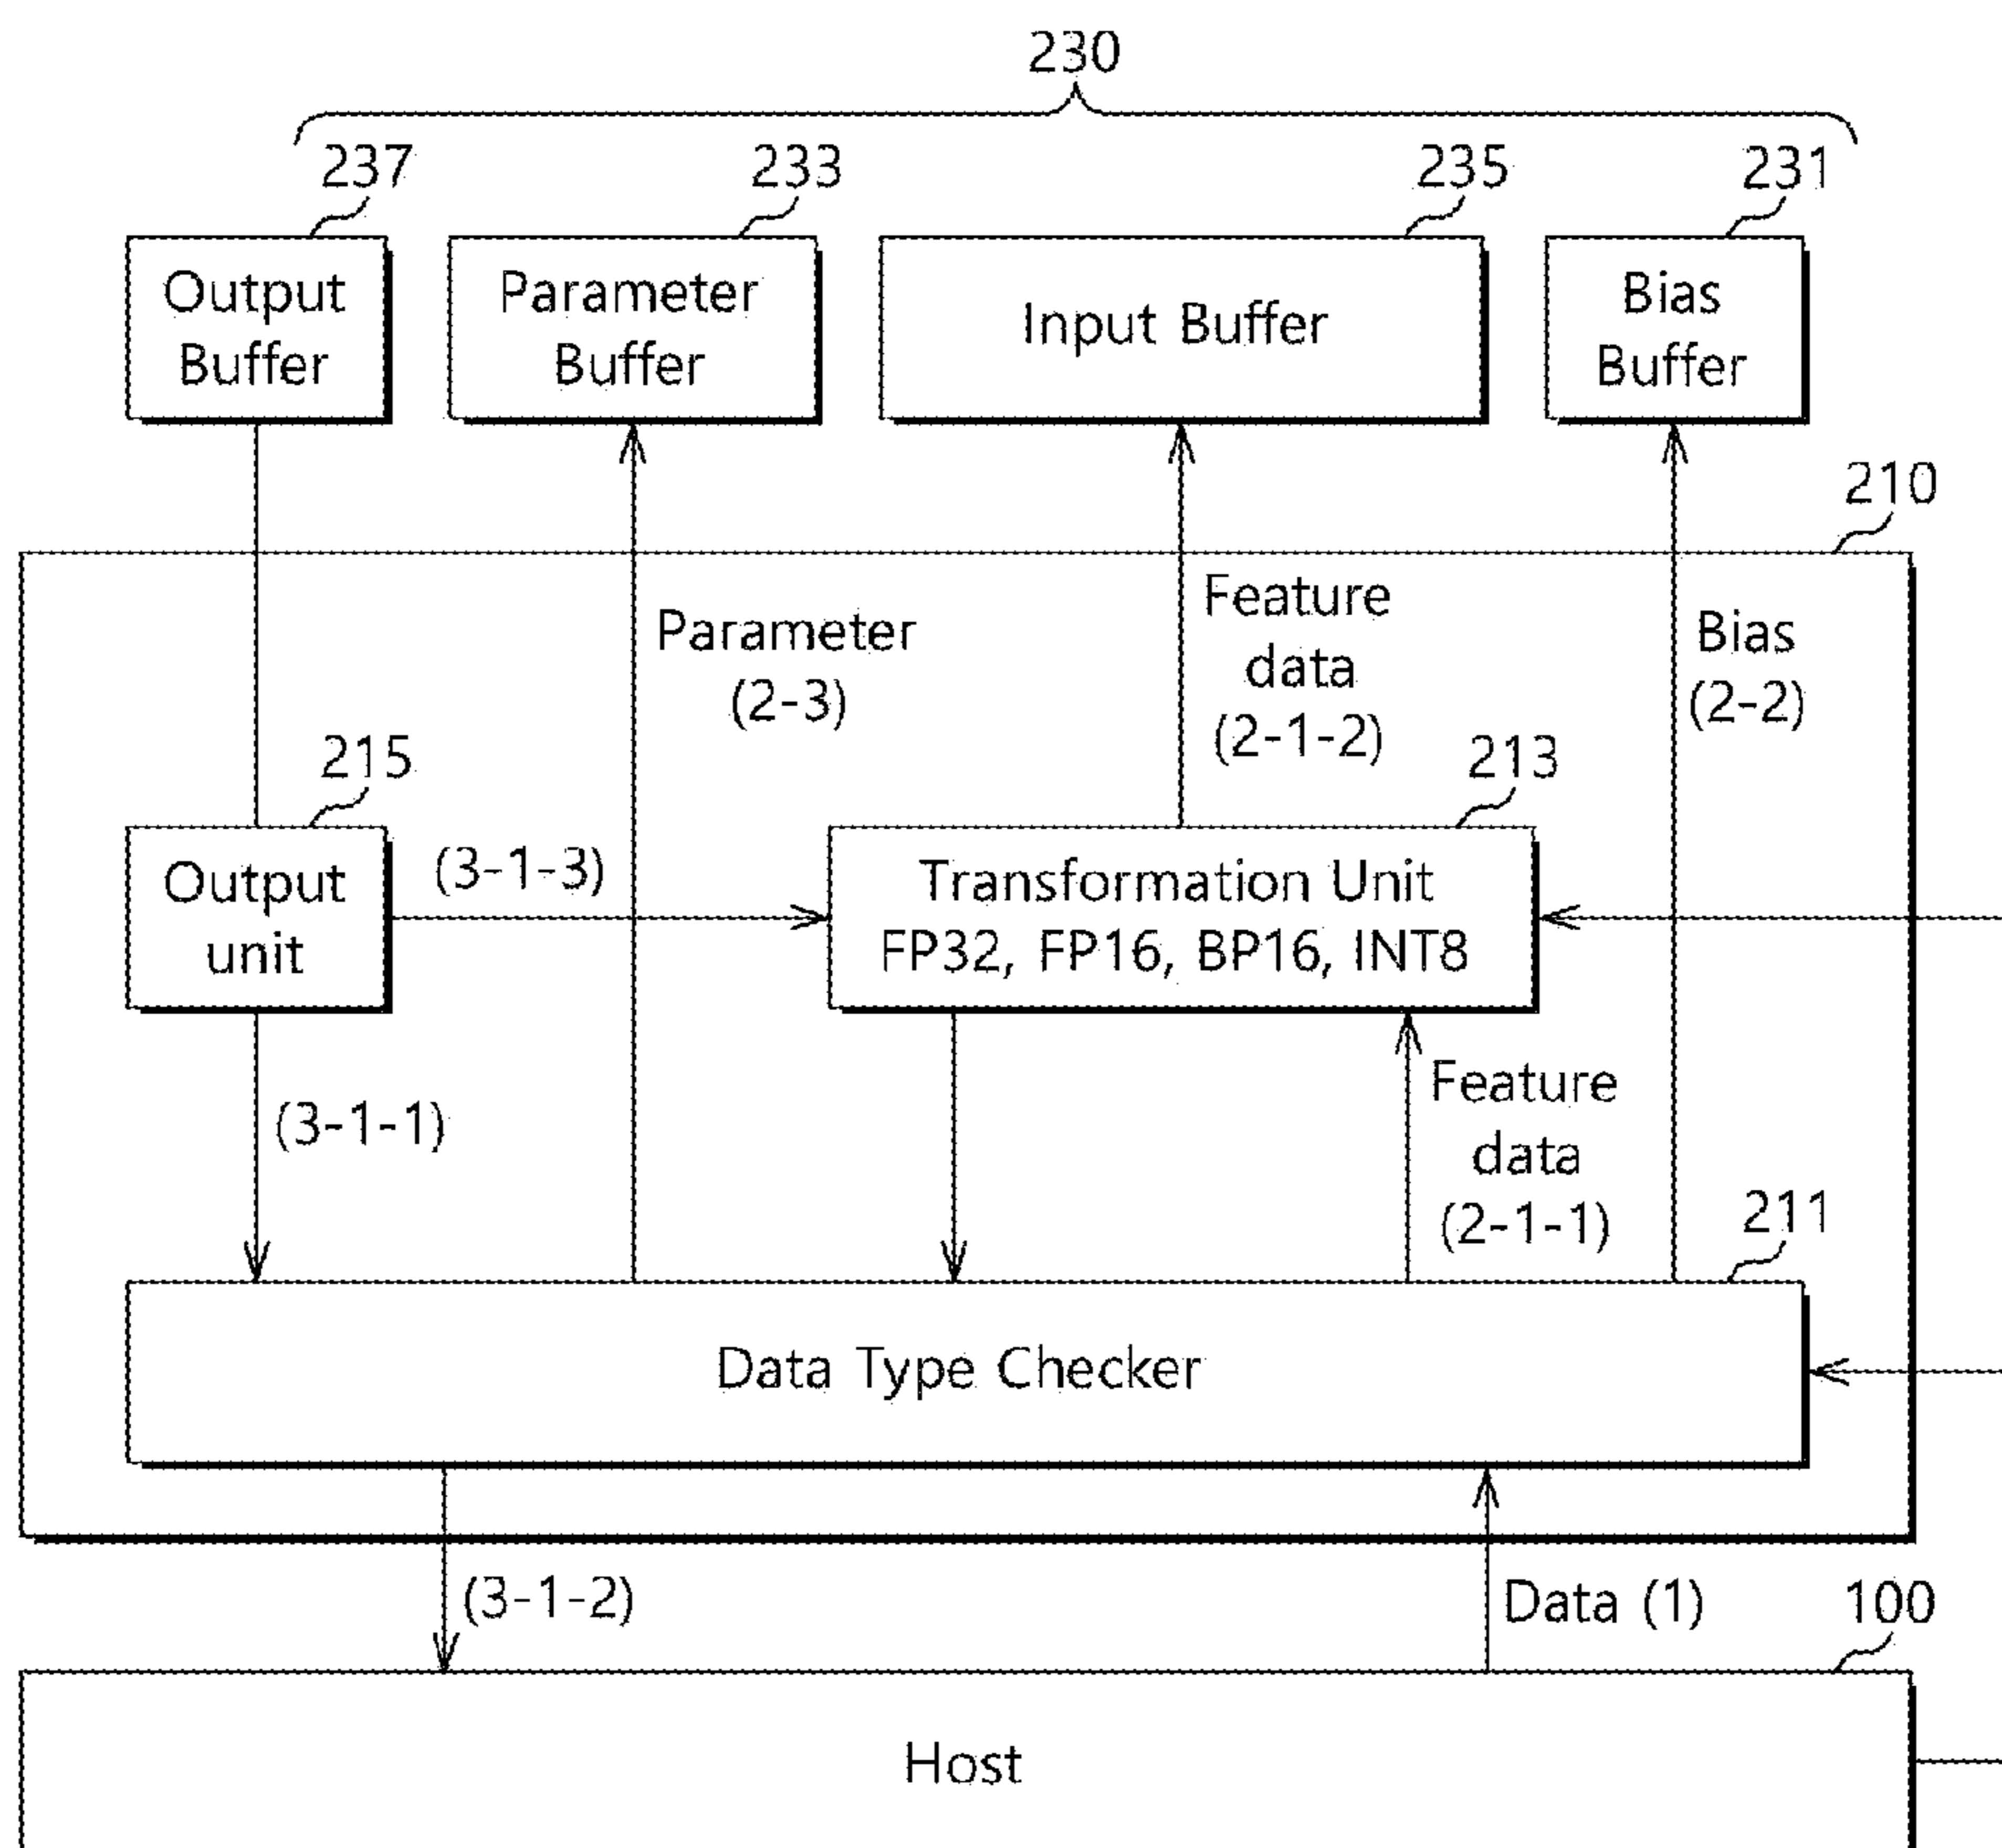 230
237
233
235
231
Output
Buffer
Parameter
Buffer
Input Buffer
Bias
Buffer
210
Parameter
(2-3)
Feature
data
(2-1-2)
Bias
(2-2)
215
213
Output
unit
(3-1-3)
Transformation Unit
FP32, FP16, BP16, INT8
(3-1-1)
Feature
data
(2-1-1)
211
Data Type Checker
(3-1-2)
Data (1)
100
Host